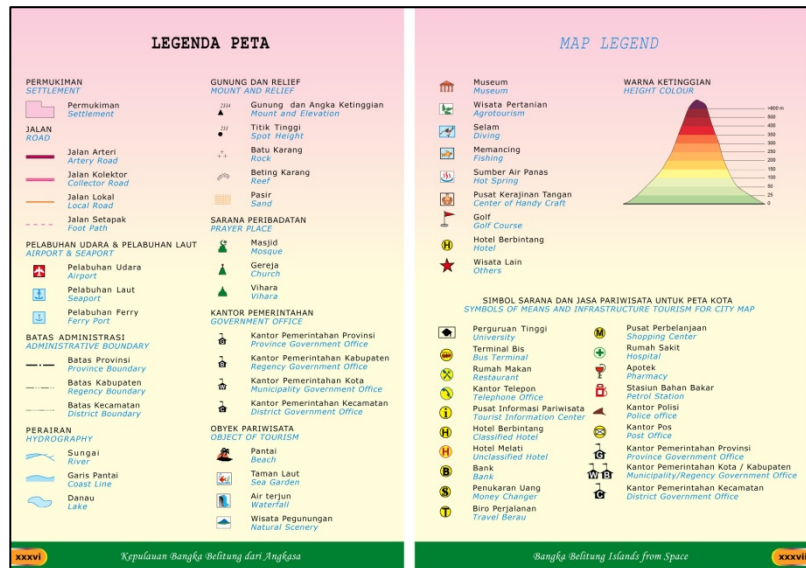 LEGENDA PETA
PERMUKIMAN
SETTLEMENT
Permukiman
Settlement
JALAN
ROAD
Jalan Arteri
Artery Road
Jalan Kolektor
Collector Road
Jalan Lokal
Local Road
Jalan Setapak
Foot Path
PELABUHAN UDARA & PELABUHAN LAUT
AIRPORT & SEAPORT
Pelabuhan Udara
Airport
Pelabuhan Laut
Seaport
Pelabuhan Ferry
Ferry Port
BATAS ADMINISTRASI
ADMINISTRATIVE BOUNDARY
Batas Provinsi
Province Boundary
Batas Kabupaten
Regency Boundary
Batas Kecamatan
District Boundary
PERAIRAN
HYDROGRAPHY
Sungai
River
Garis Pantai
Coast Line
Danau
Lake
GUNUNG DAN RELIEF
MOUNT AND RELIEF
Gunung dan Angka Ketinggian
Mount and Elevation
Titik Tinggi
Spot Height
Batu Karang
Rock
Beting Karang
Reef
Pasir
Sand
SARANA PERIBADATAN
PRAYER PLACE
Masjid
Mosque
Gereja
Church
Vihara
Vihara
KANTOR PEMERINTAHAN
GOVERNMENT OFFICE
Kantor Pemerintahan Provinsi
Province Government Office
Kantor Pemerintahan Kabupaten
Regency Government Office
Kantor Pemerintahan Kota
Municipality Government Office
Kantor Pemerintahan Kecamatan
District Government Office
OBYEK PARIWISATA
OBJECT OF TOURISM
Pantai
Beach
Taman Laut
Sea Garden
Air terjun
Waterfall
Wisata Pegunungan
Natural Scenery
xxxvi
Kepulauan Bangka Belitung dari Angkasa
MAP LEGEND
Museum
Museum
Wisata Pertanian
Agrotourism
Selam
Diving
Memancing
Fishing
Sumber Air Panas
Hot Spring
Pusat Kerajinan Tangan
Center of Handy Craft
Golf
Golf Course
H
Hotel Berbintang
Hotel
Wisata Lain
Others
WARNA KETINGGIAN
HEIGHT COLOUR
>600 m
500
400
350
300
250
200
150
100
50
25
0
SIMBOL SARANA DAN JASA PARIWISATA UNTUK PETA KOTA
SYMBOLS OF MEANS AND INFRASTRUCTURE TOURISM FOR CITY MAP
Perguruan Tinggi
University
Terminal Bis
Bus Terminal
Rumah Makan
Restaurant
Kantor Telepon
Telephone Office
i
Pusat Informasi Pariwisata
Tourist Information Center
H
Hotel Berbintang
Classified Hotel
H
Hotel Melati
Unclassified Hotel
B
Bank
Bank
S
Penukaran Uang
Money Changer
T
Biro Perjalanan
Travel Berau
M
Pusat Perbelanjaan
Shopping Center
Rumah Sakit
Hospital
Apotek
Pharmacy
Stasiun Bahan Bakar
Petrol Station
Kantor Polisi
Police office
Kantor Pos
Post Office
G
Kantor Pemerintahan Provinsi
Province Government Office
W B
Kantor Pemerintahan Kota / Kabupaten
Municipality/Regency Government Office
C
Kantor Pemerintahan Kecamatan
District Government Office
Bangka Belitung Islands from Space
xxxvii